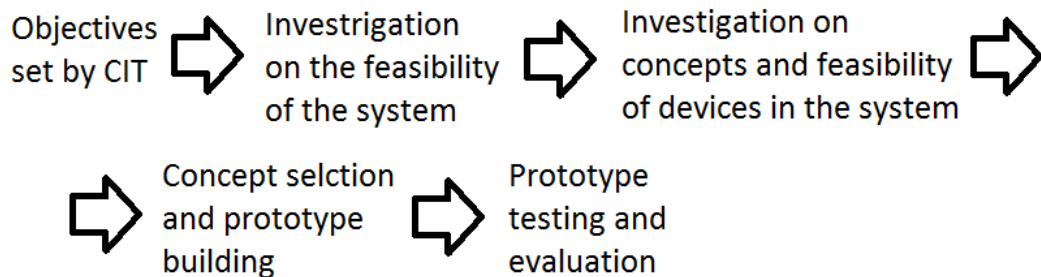 Objectives
set by CIT
Investrigation
on the feasibility
of the system
Investigation on
concepts and feasibility
of devices in the system
Concept selction
and prototype
building
Prototype
testing and
evaluation